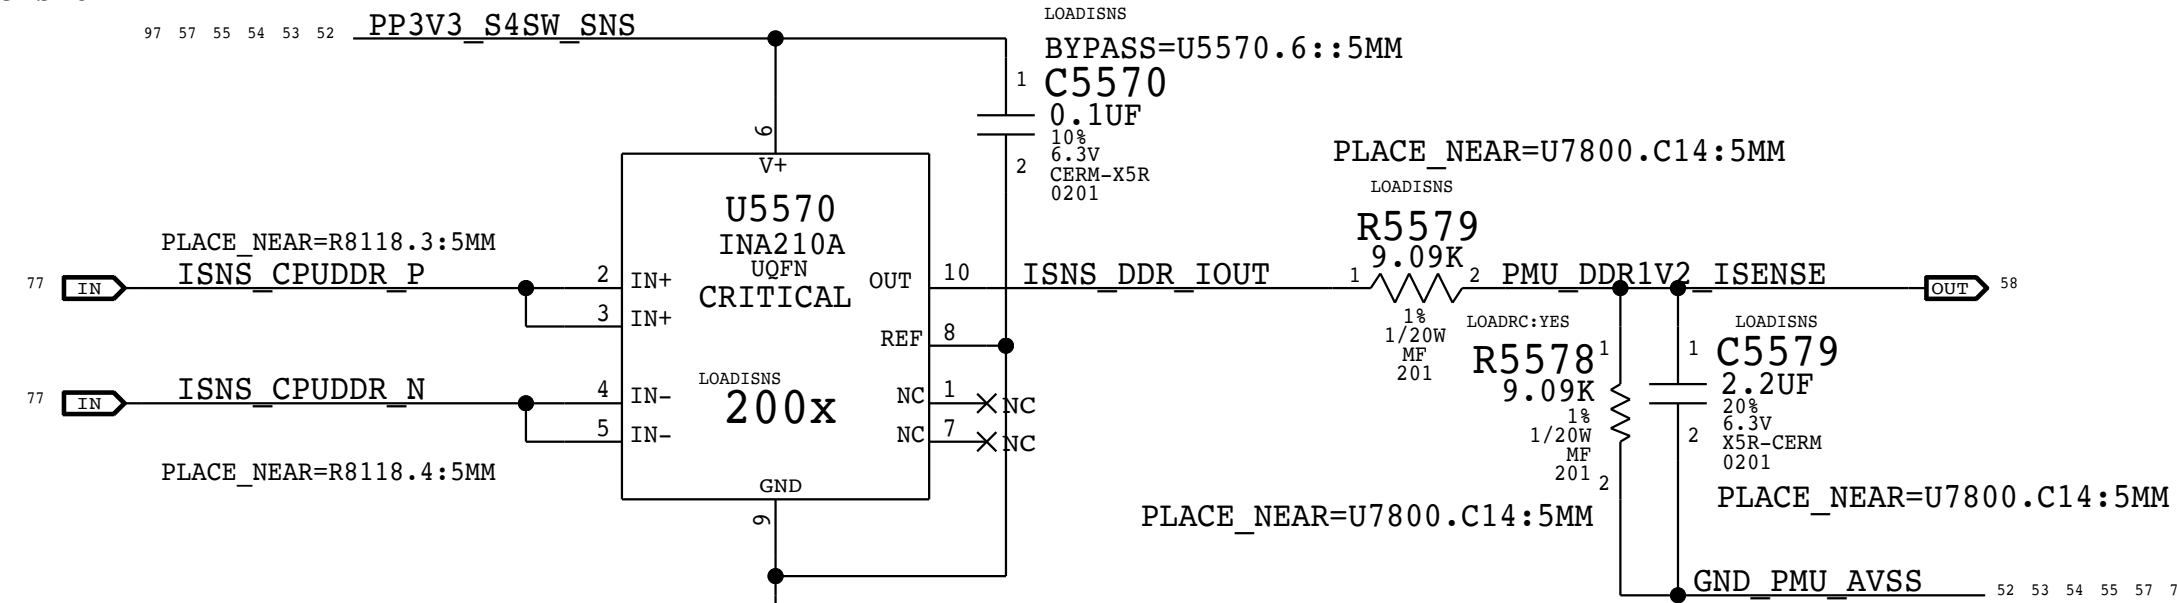 97 57 55 54 53 52
PP3V3_S4SW_SNS
LOADISNS
BYPASS=U5570.6::5MM
1
C5570
0.1UF
10%
6.3V
2
CERM-X5R
0201
PLACE_NEAR=U7800.C14:5MM
LOADISNS
R5579
9.09K
6
V+
U5570
INA210A
UQFN
CRITICAL
PLACE_NEAR=R8118.3:5MM
77
IN
ISNS_CPUDDR_P
2
IN+
3
IN+
OUT
10
ISNS_DDR_IOUT
1
2
PMU_DDR1V2_ISENSE
OUT
58
1%
1/20W
MF
201
REF
8
77
IN
ISNS_CPUDDR_N
4
IN-
5
IN-
LOADISNS
200x
NC
1
NC
NC
7
NC
PLACE_NEAR=R8118.4:5MM
GND
9
LOADRC:YES
R5578
1
9.09K
1%
1/20W
MF
201
2
PLACE_NEAR=U7800.C14:5MM
LOADISNS
1
C5579
2.2UF
20%
6.3V
2
X5R-CERM
0201
PLACE_NEAR=U7800.C14:5MM
GND_PMU_AVSS
52 53 54 55 57 7